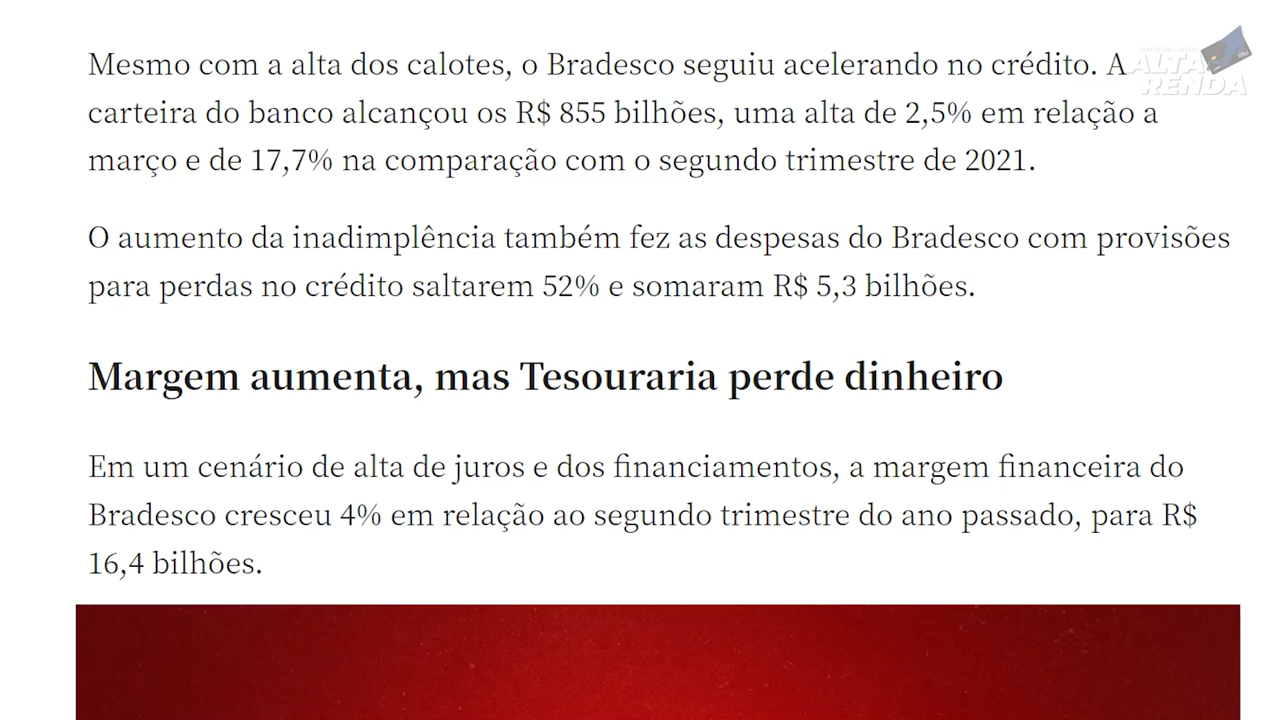 Mesmo com a alta dos calotes, o Bradesco seguiu acelerando no crédito. A
carteira do banco alcançou os R$ 855 bilhões, uma alta de 2,5% em relação a
março e de 17,7% na comparação com o segundo trimestre de 2021.
O aumento da inadimplência também fez as despesas do Bradesco com provisões
para perdas no crédito saltarem 52% e somaram R$ 5,3 bilhões.
Margem aumenta, mas Tesouraria perde dinheiro
Em um cenário de alta de juros e dos financiamentos, a margem financeira do
Bradesco cresceu 4% em relação ao segundo trimestre do ano passado, para R$
16,4 bilhões.
ALTA
RENDA